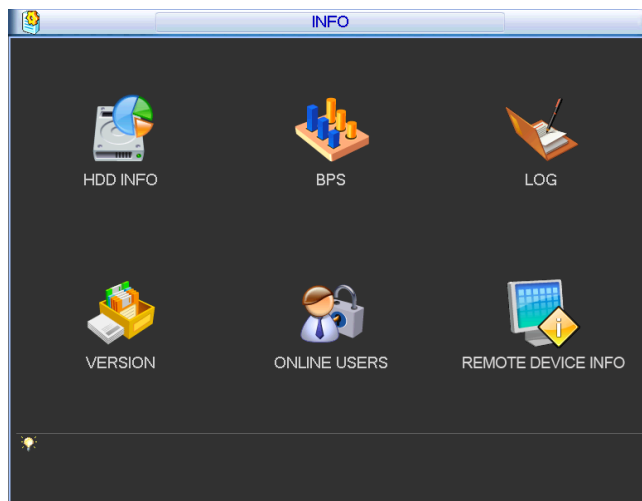 INFO
HDD INFO
BPS
LOG
VERSION
ONLINE USERS
REMOTE DEVICE INFO